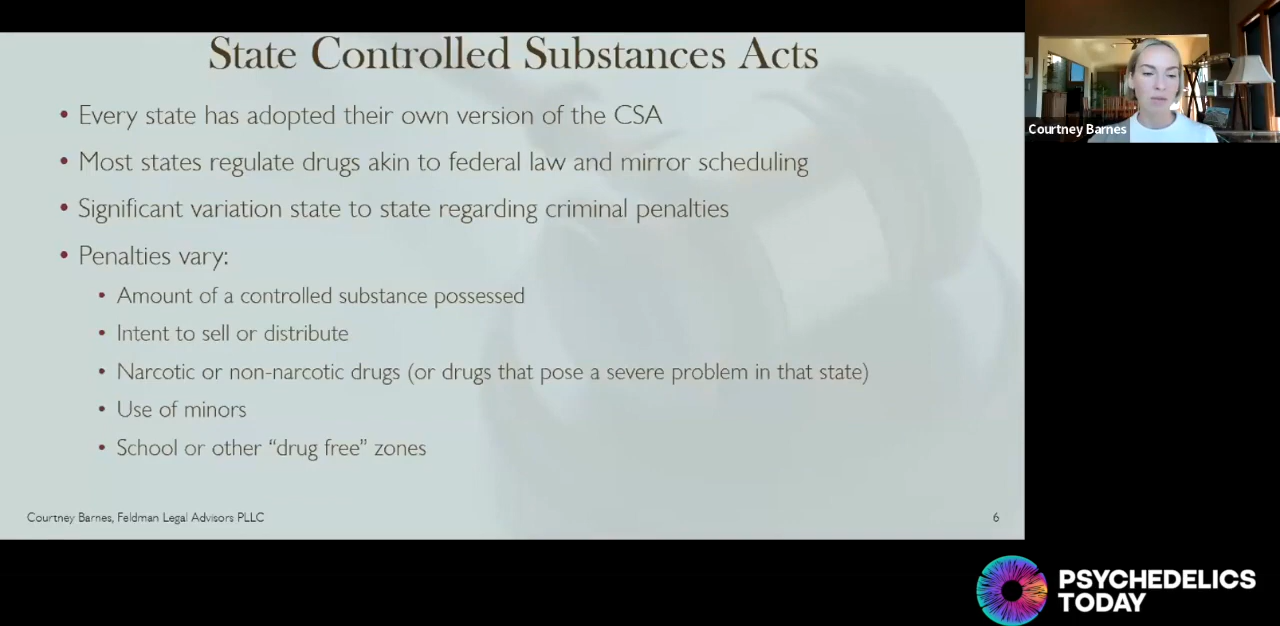 State Controlled Substances Acts
• Every state has adopted their own version of the CSA
• Most states regulate drugs akin to federal law and mirror scheduling
• Significant variation state to state regarding criminal penalties
• Penalties vary:
• Amount of a controlled substance possessed
• Intent to sell or distribute
• Narcotic or non-narcotic drugs (or drugs that pose a severe problem in that state)
• Use of minors
• School or other “drug free” zones
Courtney Barnes, Feldman Legal Advisors PLLC
6
Courtney Barnes
PSYCHEDELICS
TODAY